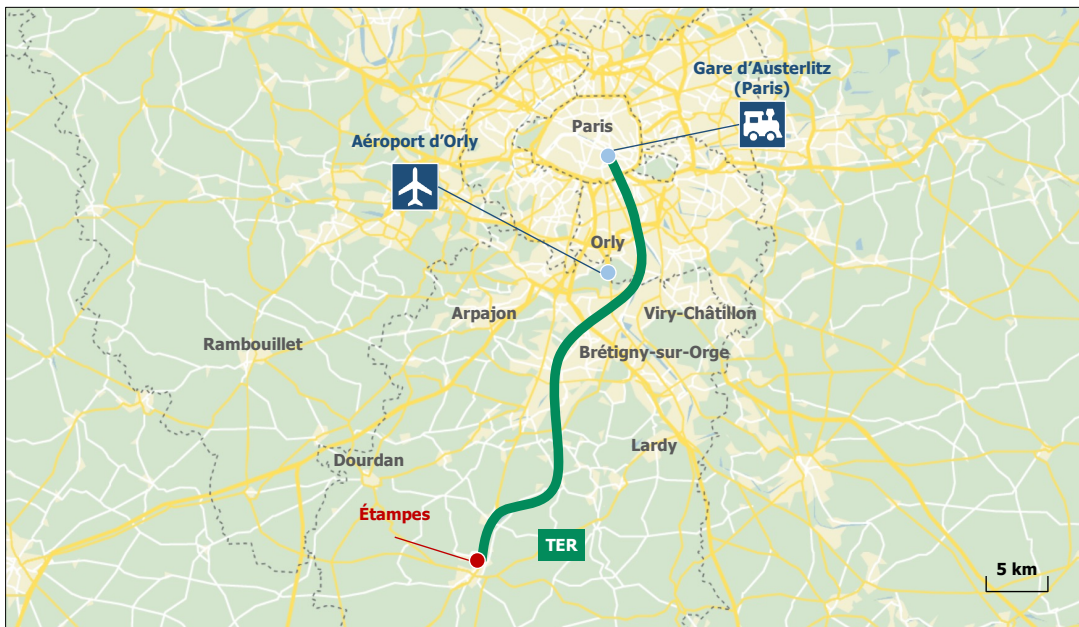 Gare d'Austerlitz
(Paris)
Paris
Aéroport d'Orly
Orly
Arpajon
Viry-Châtillon
Rambouillet
Brétigny-sur-Orge
Lardy
Dourdan
Étampes
TER
5 km